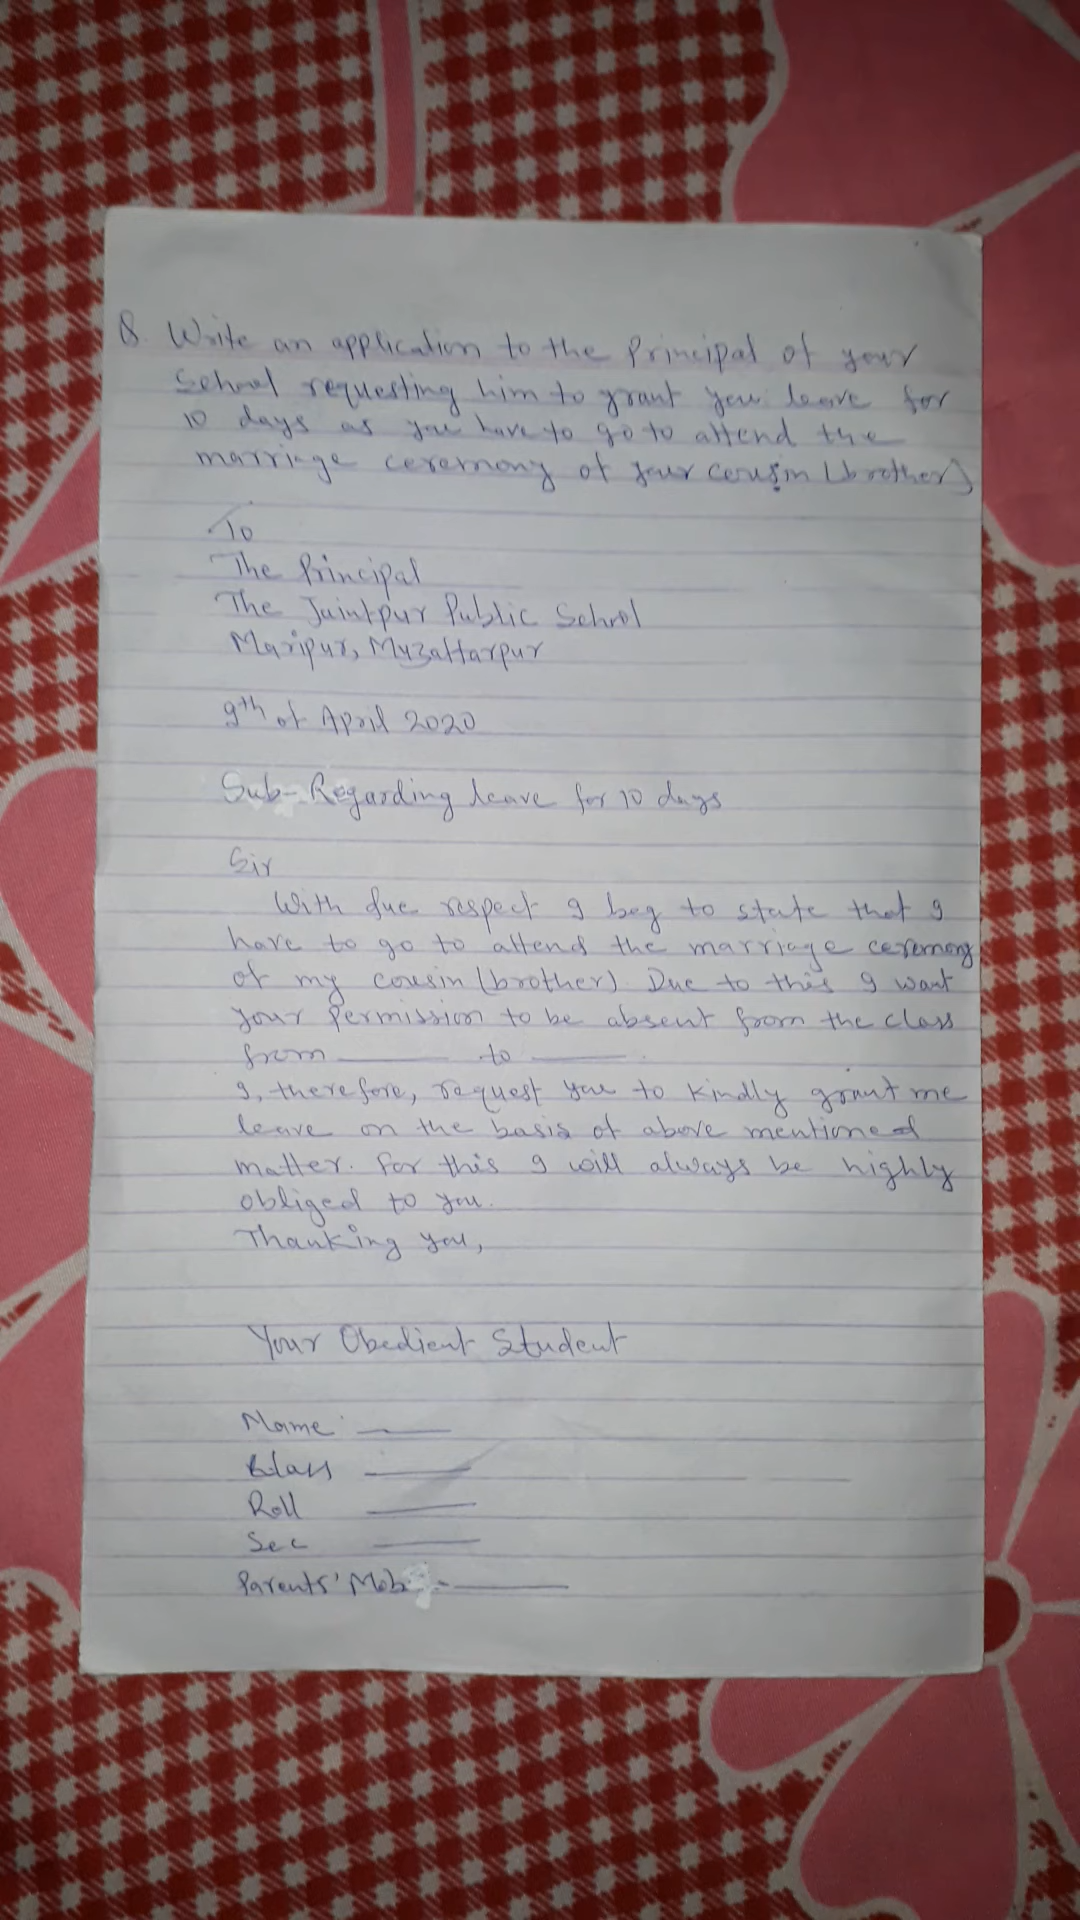 Q. Write an application to the Principal of your
School requesting him to grant you leave for
10 days as you have to go to attend the
marriage ceremony of your cousin (brother)
To
The Principal
The Jaintpur Public School
Maripur, Muzaffarpur
9th of April 2020
Sub- Regarding leave for 10 days
Sir
With due respect I beg to state that I
have to go to attend the marriage ceremony
of my cousin (brother). Due to this I want
your permission to be absent from the class
from ______ to ______.
I, therefore, request you to kindly grant me
leave on the basis of above mentioned
matter. For this I will always be highly
obliged to you.
Thanking you,
Your Obedient Student
Name ______
Class ______
Roll ______
Sec ______
Parents' Mob :- ______